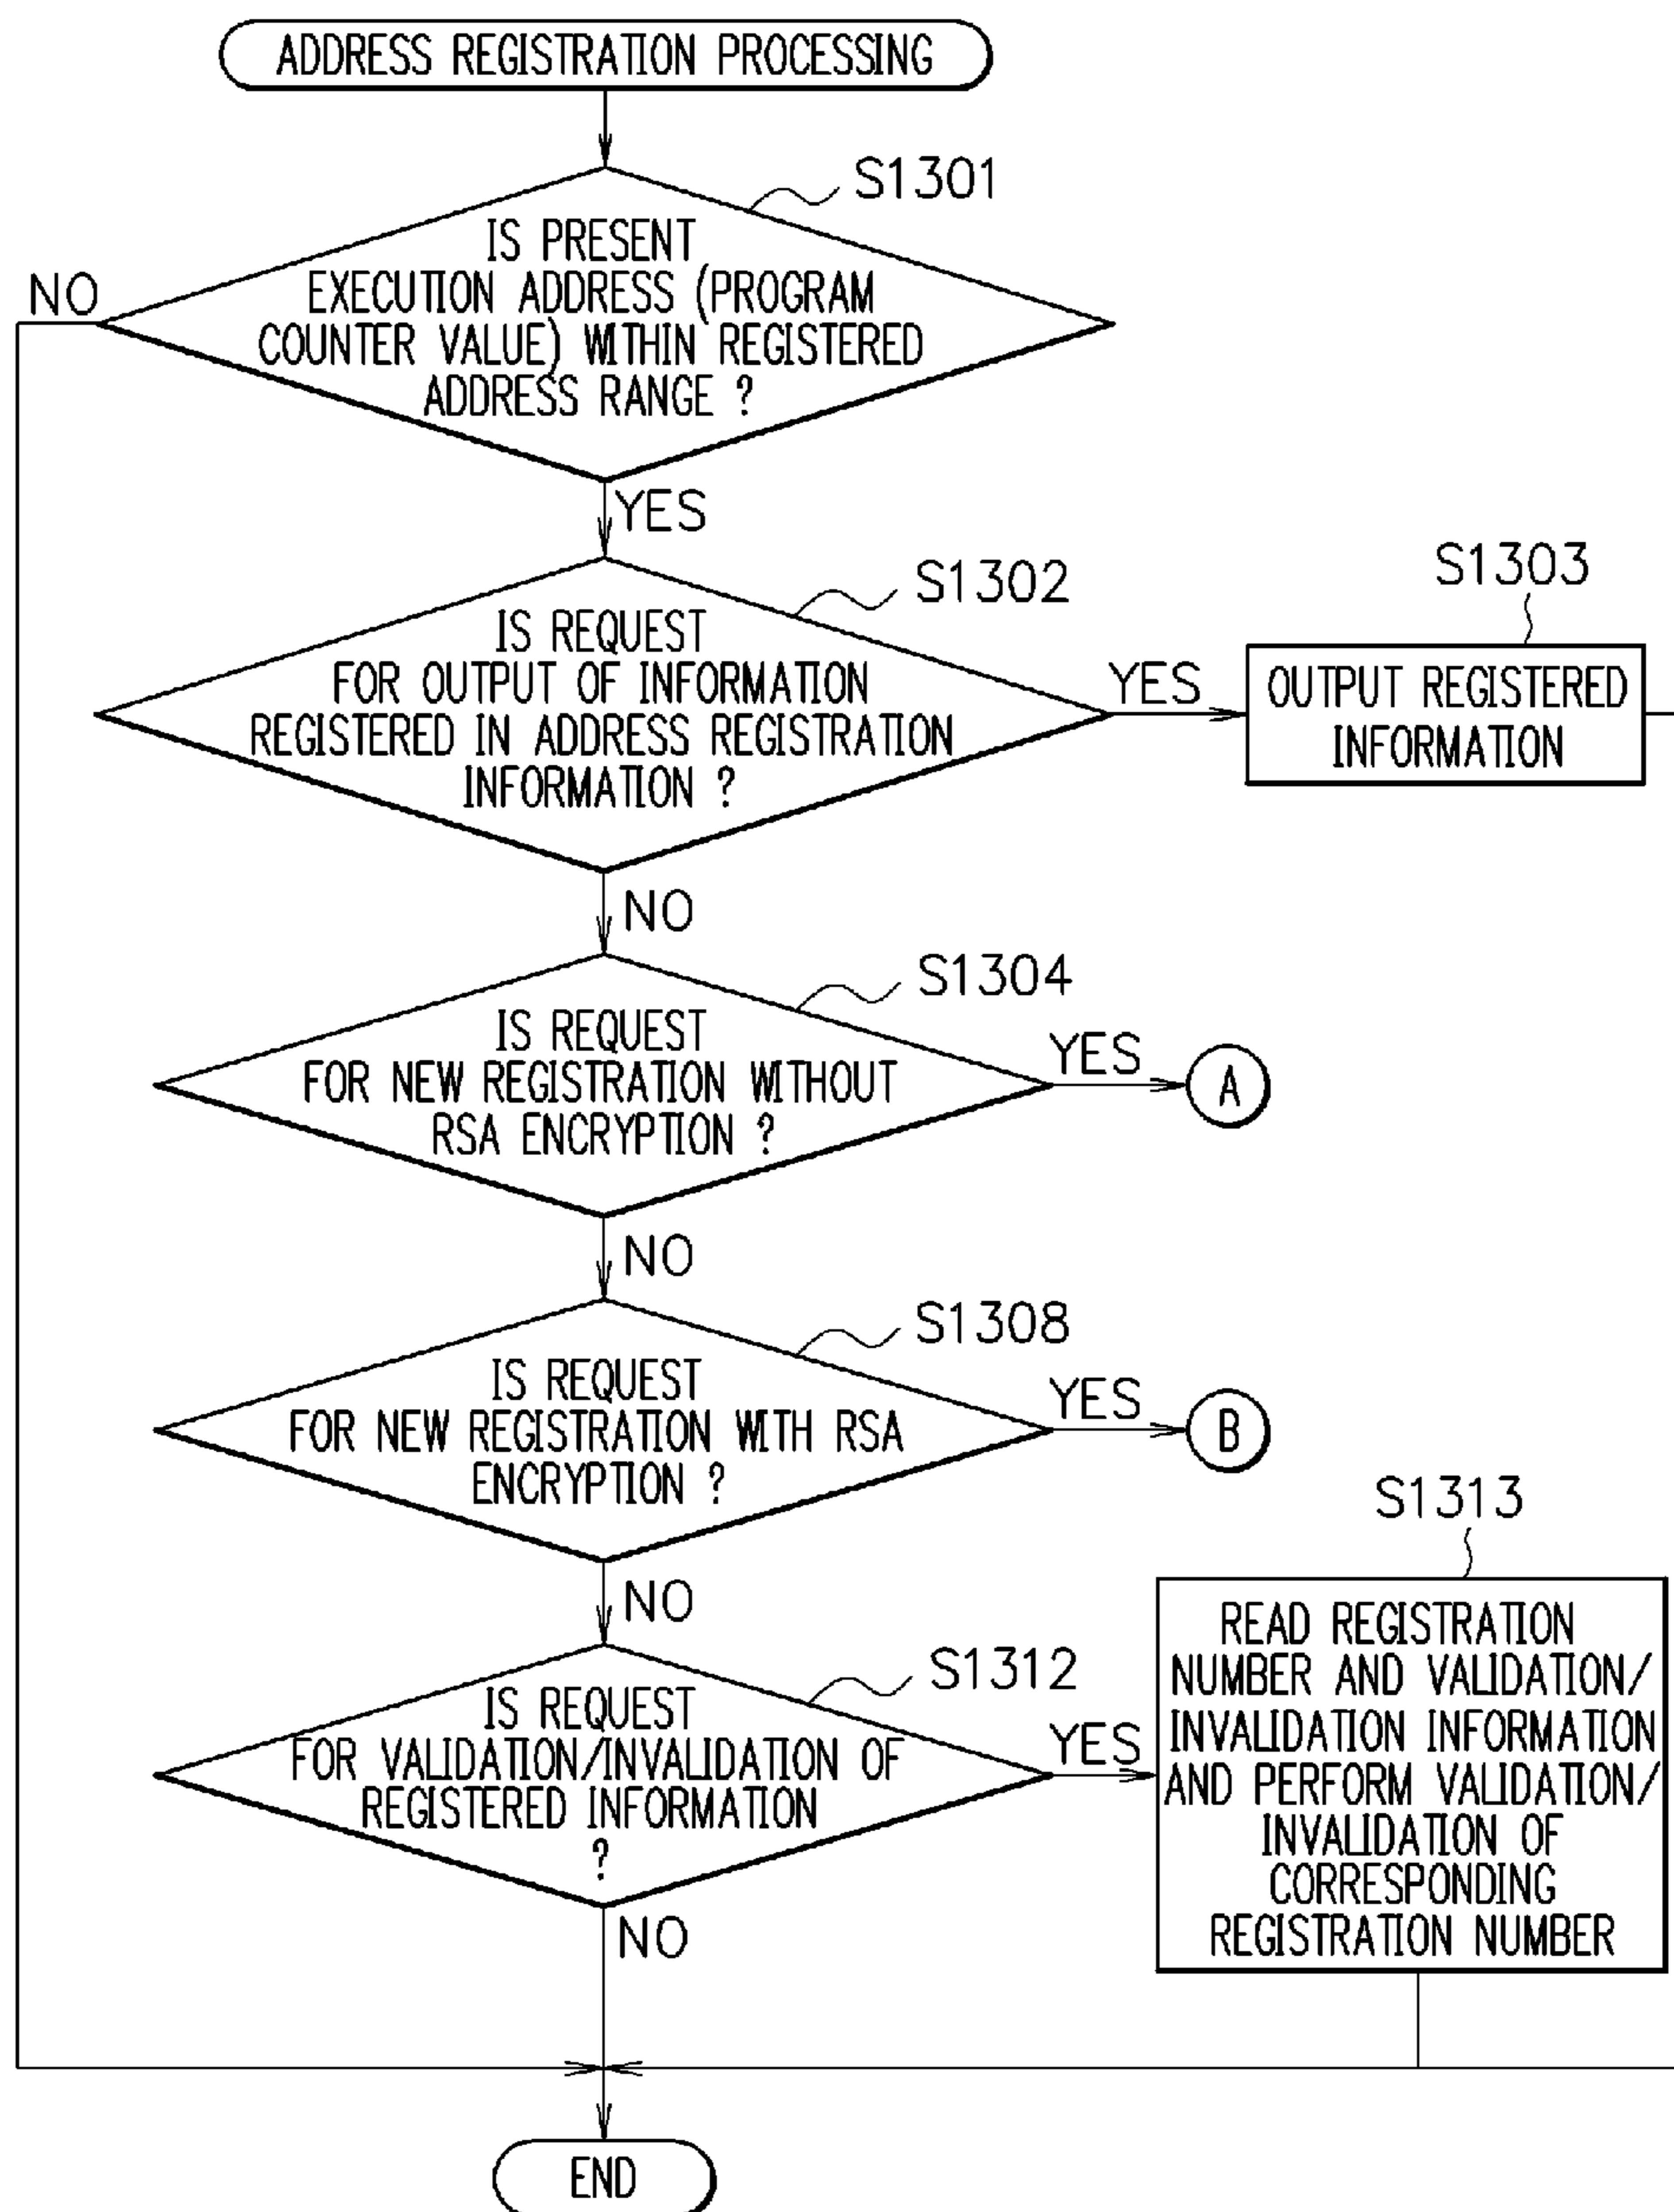 ADDRESS REGISTRATION PROCESSING
S1301
IS PRESENT
EXECUTION ADDRESS (PROGRAM
COUNTER VALUE) WITHIN REGISTERED
ADDRESS RANGE ?
NO
YES
S1302
IS REQUEST
FOR OUTPUT OF INFORMATION
REGISTERED IN ADDRESS REGISTRATION
INFORMATION ?
YES
S1303
OUTPUT REGISTERED
INFORMATION
NO
S1304
IS REQUEST
FOR NEW REGISTRATION WITHOUT
RSA ENCRYPTION ?
YES
A
NO
S1308
IS REQUEST
FOR NEW REGISTRATION WITH RSA
ENCRYPTION ?
YES
B
NO
S1312
IS REQUEST
FOR VALIDATION/INVALIDATION OF
REGISTERED INFORMATION
?
YES
S1313
READ REGISTRATION
NUMBER AND VALIDATION/
INVALIDATION INFORMATION
AND PERFORM VALIDATION/
INVALIDATION OF
CORRESPONDING
REGISTRATION NUMBER
NO
END